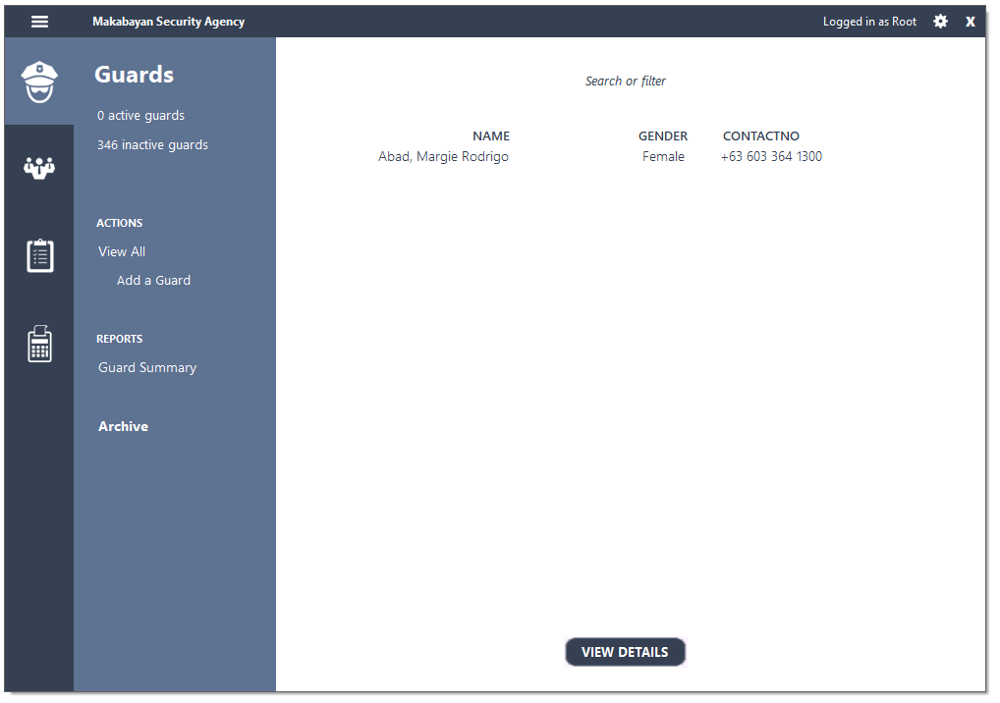 Makabayan Security Agency
Logged in as Root
X
Guards
0 active guards
346 inactive guards
ACTIONS
View All
Add a Guard
REPORTS
Guard Summary
Archive
Search or filter
NAME GENDER CONTACTNO
Abad, Margie Rodrigo Female +63 603 364 1300
VIEW DETAILS